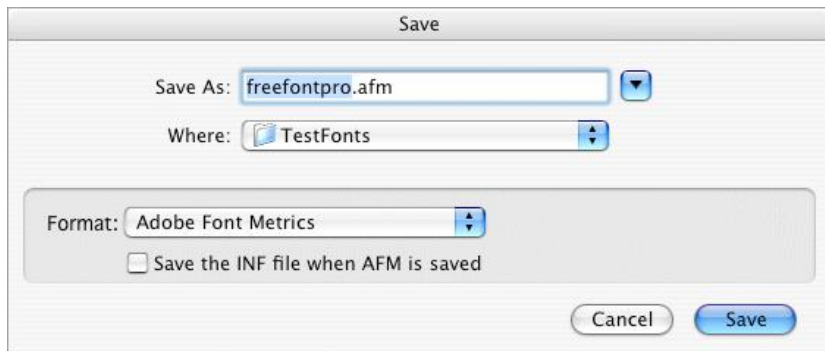 Save
Save As: freefontpro.afm
Where: TestFonts
Format: Adobe Font Metrics
Save the INF file when AFM is saved
Cancel Save